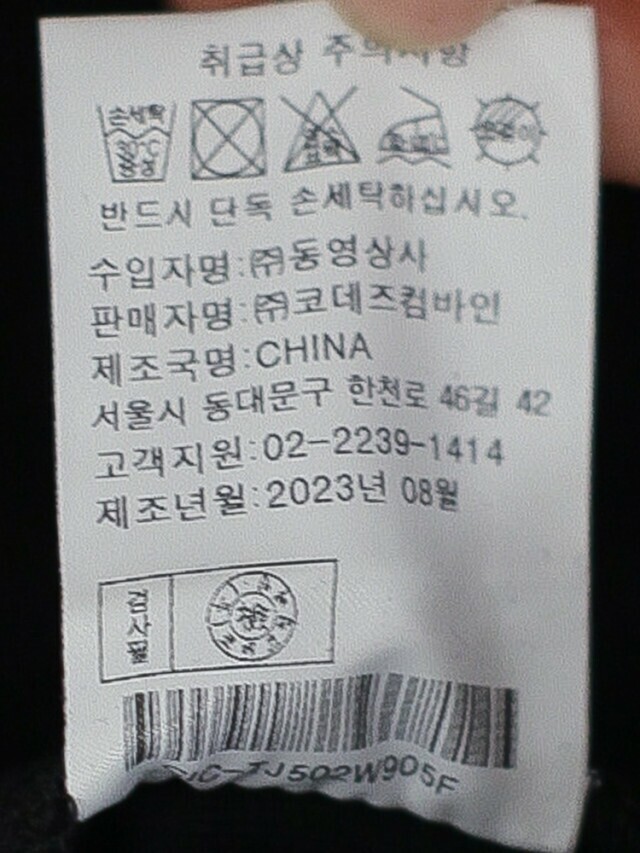 취급상 주의사항
손세탁
30℃
중성
반드시 단독 손세탁하십시오.
수입자명:㈜동영상사
판매자명:㈜코데즈컴바인
제조국명:CHINA
서울시 동대문구 한천로 46길 42
고객지원:02-2239-1414
제조년월:2023년 08월
검사필
TJ502W905F